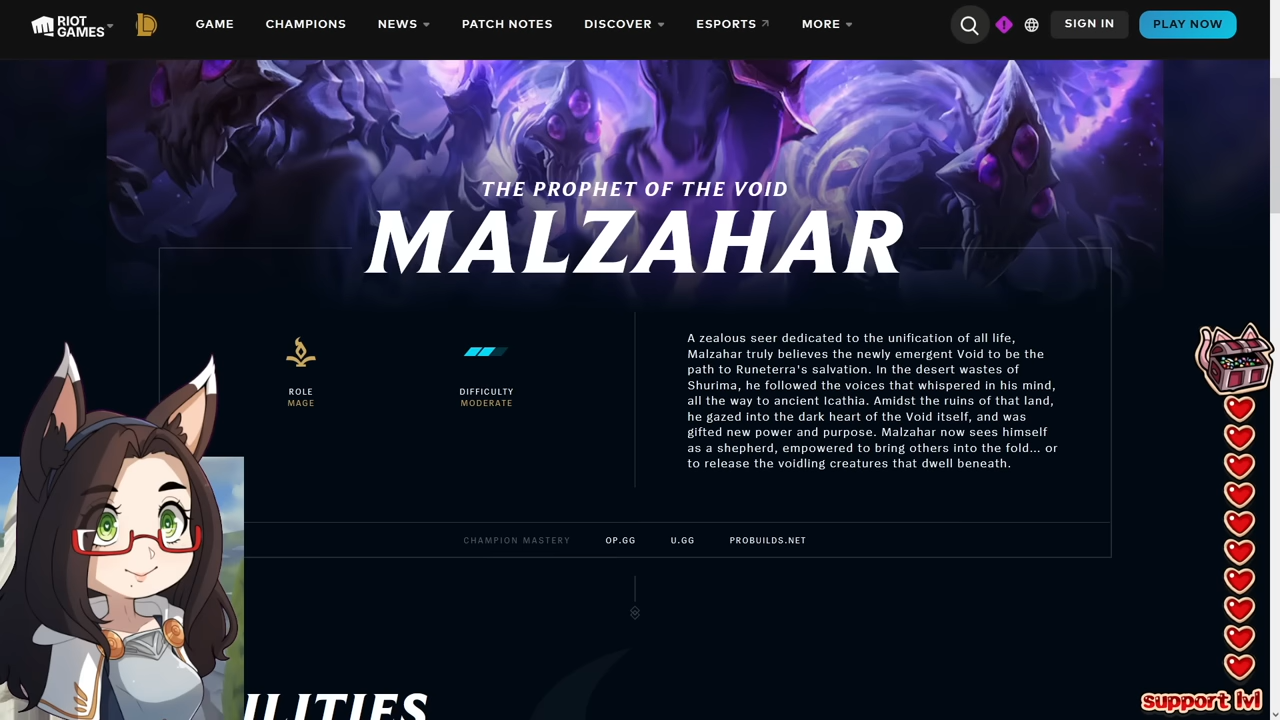 RIOT GAMES
GAME CHAMPIONS NEWS PATCH NOTES DISCOVER ESPORTS MORE SIGN IN PLAY NOW
THE PROPHET OF THE VOID
MALZAHAR
ROLE
MAGE
DIFFICULTY
MODERATE
A zealous seer dedicated to the unification of all life,
Malzahar truly believes the newly emergent Void to be the
path to Runeterra's salvation. In the desert wastes of
Shurima, he followed the voices that whispered in his mind,
all the way to ancient Icathia. Amidst the ruins of that land,
he gazed into the dark heart of the Void itself, and was
gifted new power and purpose. Malzahar now sees himself
as a shepherd, empowered to bring others into the fold... or
to release the voidling creatures that dwell beneath.
CHAMPION MASTERY OP.GG U.GG PROBUILDS.NET
ILITIES
support lvl